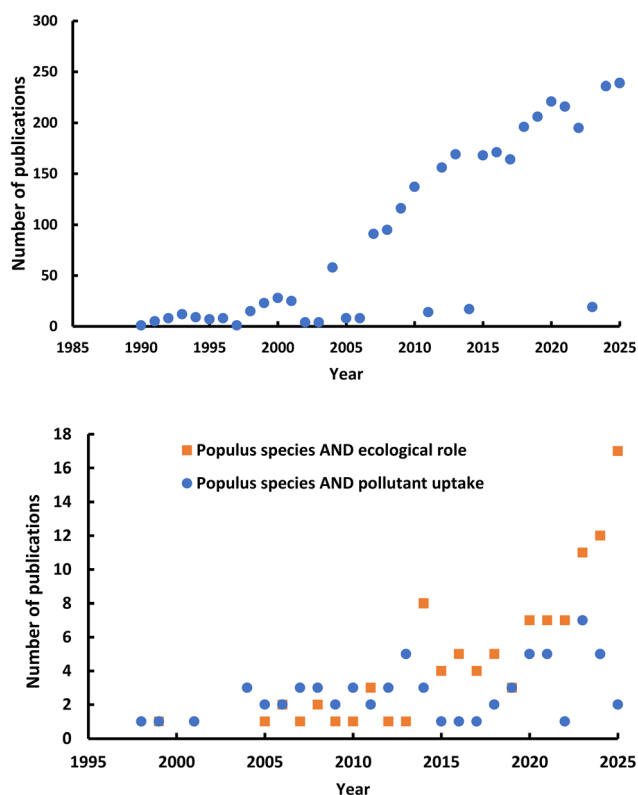 300
250
200
150
100
50
0
Number of publications
1985 1990 1995 2000 2005 2010 2015 2020 2025
Year
18
16
14
12
10
8
6
4
2
0
Number of publications
Populus species AND ecological role
Populus species AND pollutant uptake
1995 2000 2005 2010 2015 2020 2025
Year